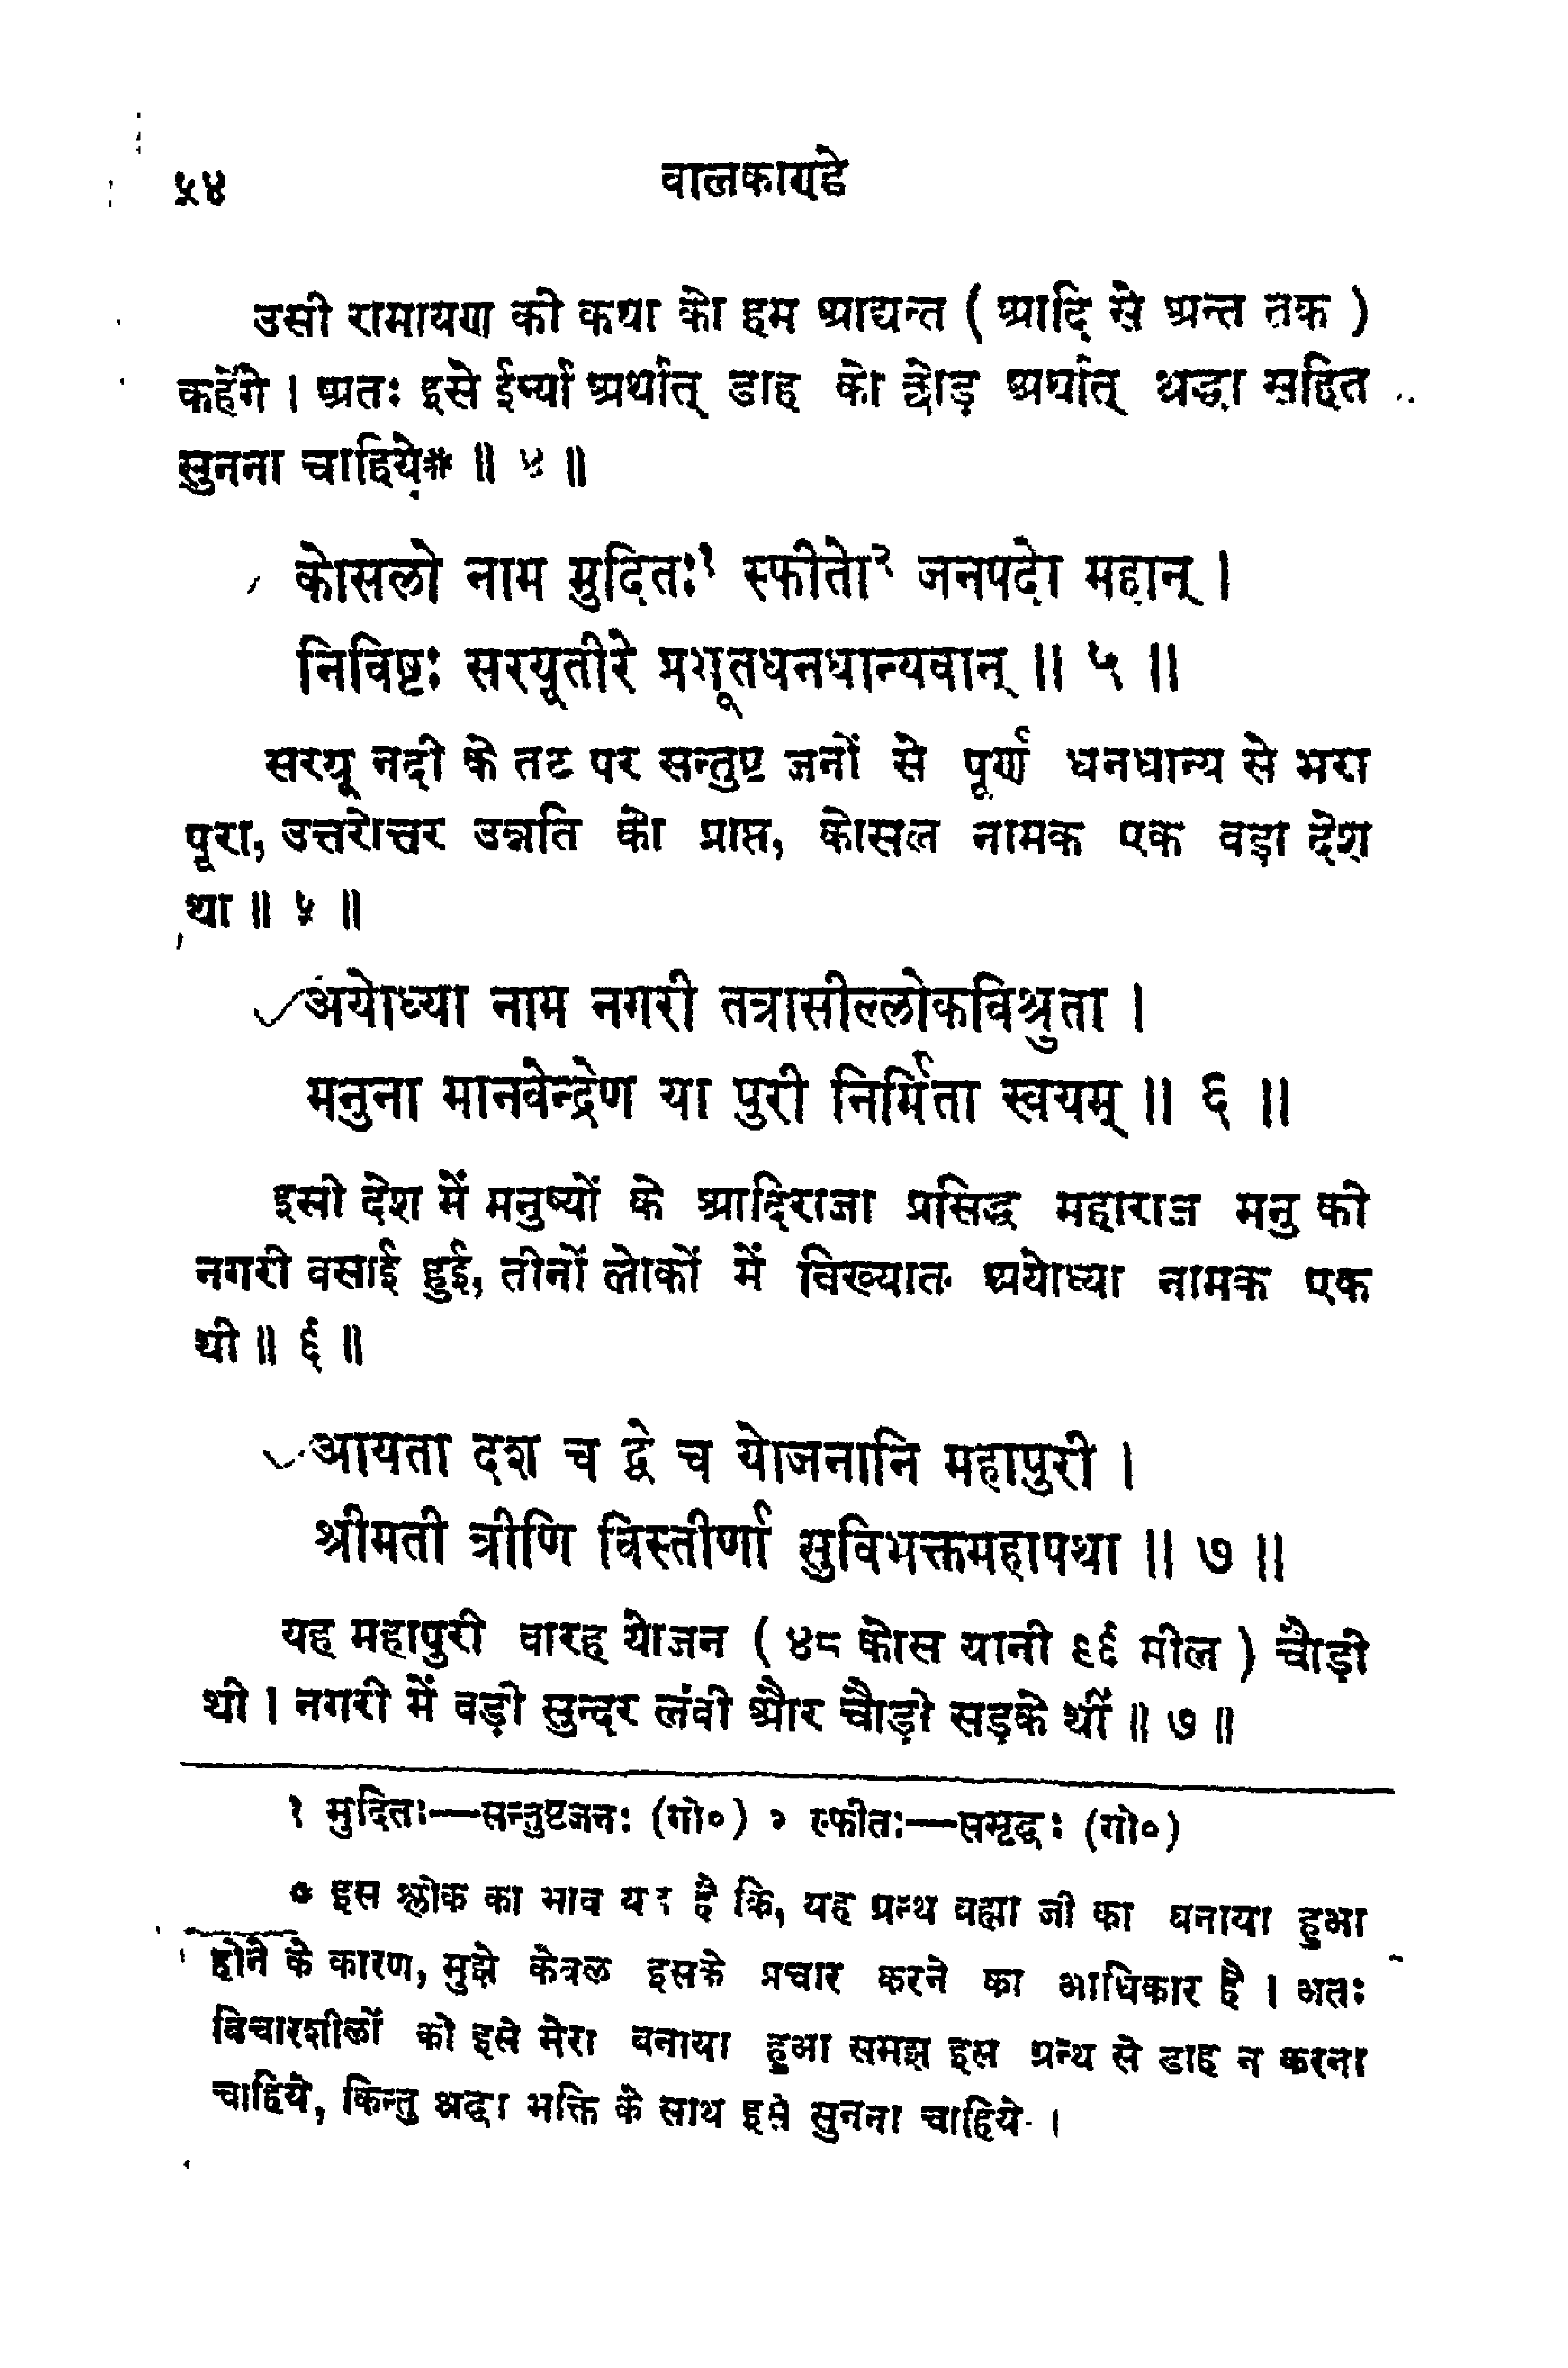 ५४ वालकाण्डे
उसी रामायण की कथा को हम आद्यन्त ( आदि से अन्त तक )
कहेंगे । अतः इसे ईर्ष्या अर्थात् डाह को छोड़ अर्थात् श्रद्धा सहित
सुनना चाहिये* ॥ ४ ॥
कोसलो नाम मुदितः१ स्फीतो२ जनपदो महान् ।
निविष्टः सरयूतीरे प्रभूतधनधान्यवान् ॥ ५ ॥
सरयू नदी के तट पर सन्तुष्ट जनों से पूर्ण धनधान्य से भरा
पूरा, उत्तरोत्तर उन्नति को प्राप्त, कोसल नामक एक वड़ा देश
था ॥ ५ ॥
अयोध्या नाम नगरी तत्रासील्लोकविश्रुता ।
मनुना मानवेन्द्रेण या पुरी निर्मिता स्वयम् ॥ ६ ॥
इसी देश में मनुष्यों के आदिराजा प्रसिद्ध महाराज मनु की
नगरी वसाई हुई, तीनों लोकों में विख्यात अयोध्या नामक एक
थी ॥ ६ ॥
आयता दश च द्वे च योजनानि महापुरी ।
श्रीमती त्रीणि विस्तीर्णा सुविभक्तमहापथा ॥ ७ ॥
यह महापुरी वारह योजन ( ४८ कोस यानी ९६ मील ) चौड़ी
थी । नगरी में वड़ी सुन्दर लंवी और चौड़ी सड़के थीं ॥ ७ ॥
१ मुदितः—सन्तुष्टजनः (गो०) २ स्फीतः—समृद्धः (गो०)
* इस श्लोक का भाव यह है कि, यह ग्रन्थ ब्रह्मा जी का बनाया हुआ
होने के कारण, मुझे केवल इसके प्रचार करने का आधिकार है । अतः
विचारशीलों को इसे मेरा बनाया हुआ समझ इस ग्रन्थ से डाह न करना
चाहिये, किन्तु श्रद्धा भक्ति के साथ इसे सुनना चाहिये ।